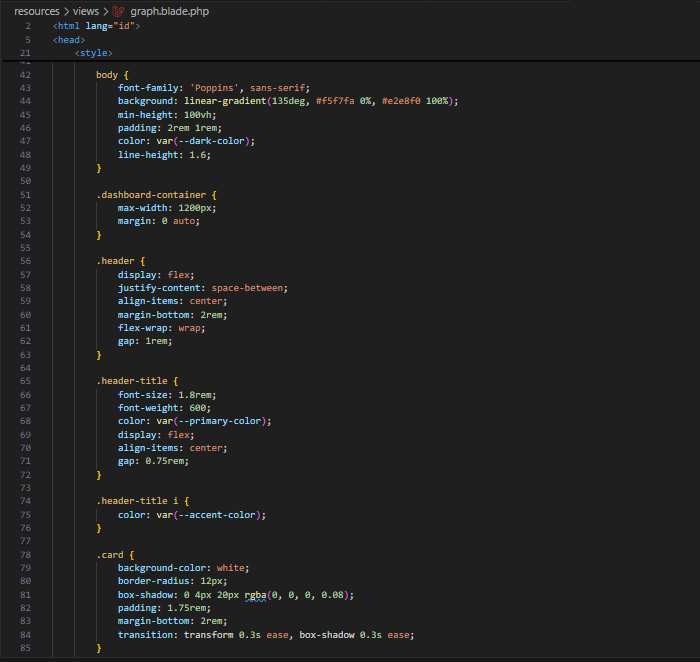 resources > views > graph.blade.php
2 <html lang="id">
5 <head>
21 <style>
41
42 body {
43 font-family: 'Poppins', sans-serif;
44 background: linear-gradient(135deg, #f5f7fa 0%, #e2e8f0 100%);
45 min-height: 100vh;
46 padding: 2rem 1rem;
47 color: var(--dark-color);
48 line-height: 1.6;
49 }
50
51 .dashboard-container {
52 max-width: 1200px;
53 margin: 0 auto;
54 }
55
56 .header {
57 display: flex;
58 justify-content: space-between;
59 align-items: center;
60 margin-bottom: 2rem;
61 flex-wrap: wrap;
62 gap: 1rem;
63 }
64
65 .header-title {
66 font-size: 1.8rem;
67 font-weight: 600;
68 color: var(--primary-color);
69 display: flex;
70 align-items: center;
71 gap: 0.75rem;
72 }
73
74 .header-title i {
75 color: var(--accent-color);
76 }
77
78 .card {
79 background-color: white;
80 border-radius: 12px;
81 box-shadow: 0 4px 20px rgba(0, 0, 0, 0.08);
82 padding: 1.75rem;
83 margin-bottom: 2rem;
84 transition: transform 0.3s ease, box-shadow 0.3s ease;
85 }